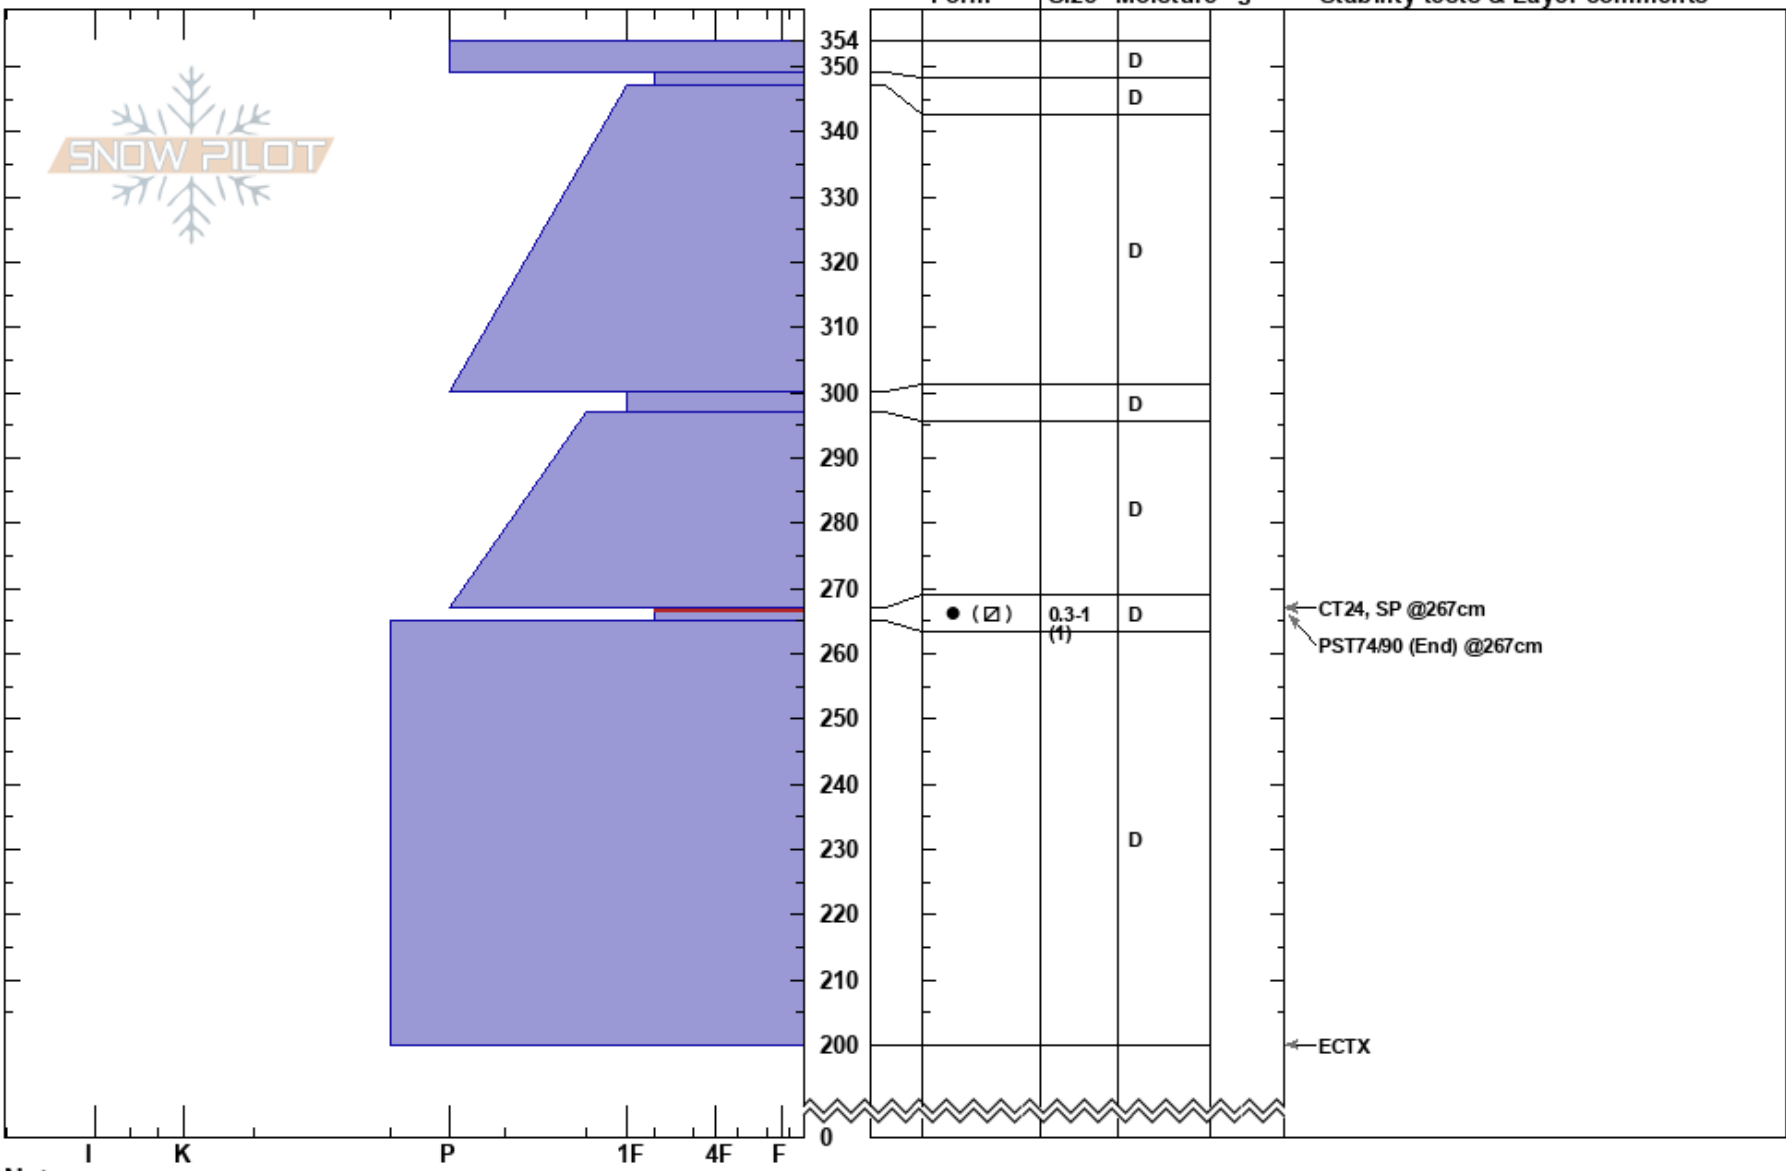 Form Size Moisture Stability tests & Layer comments
354
350 D
D
340
SNOW PILOT
330
320 D
310
300
D
290
280 D
270
● (⧄) 0.3-1 D CT24, SP @267cm
(1)
260 PST74/90 (End) @267cm
250
240
230 D
220
210
200 ECTX
0
I K P 1F 4F F